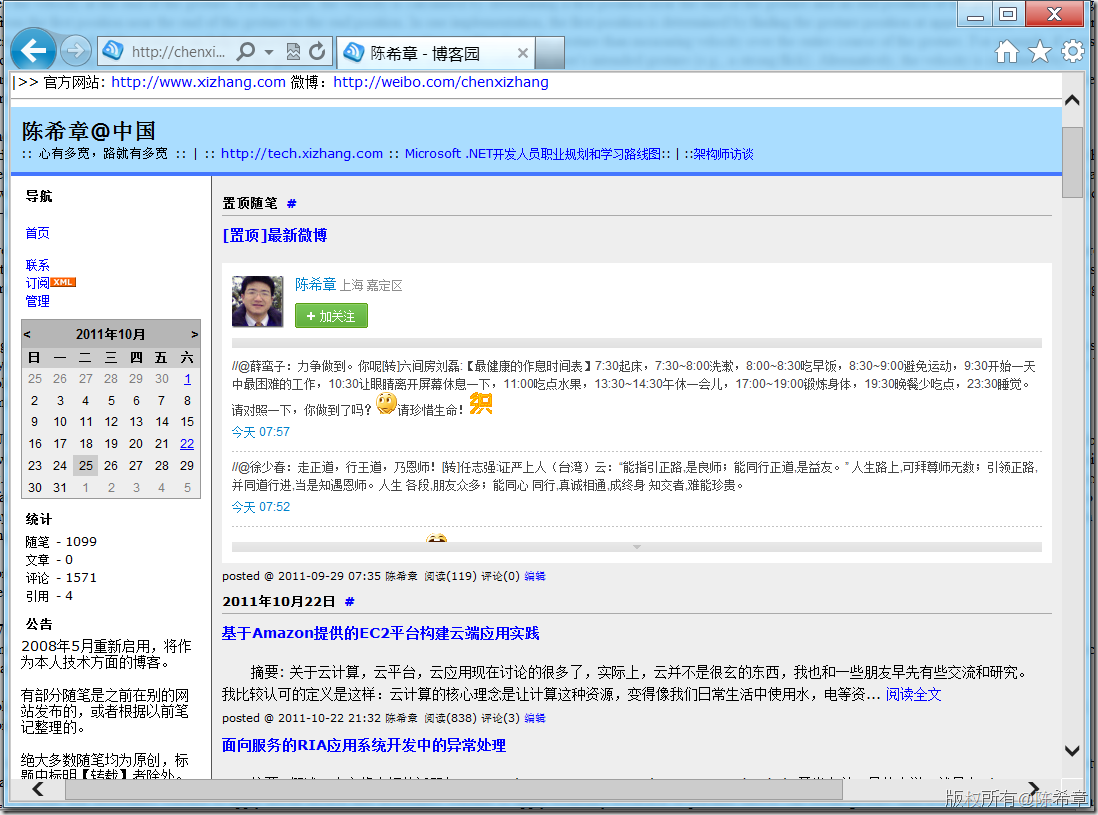 http://chenxi...
陈希章 - 博客园
|>> 官方网站: http://www.xizhang.com 微博: http://weibo.com/chenxizhang
陈希章@中国
:: 心有多宽，路就有多宽 :: | :: http://tech.xizhang.com :: Microsoft .NET开发人员职业规划和学习路线图:: | ::架构师访谈
导航
首页
联系
订阅 XML
管理
< 2011年10月 >
日 一 二 三 四 五 六
25 26 27 28 29 30 1
2 3 4 5 6 7 8
9 10 11 12 13 14 15
16 17 18 19 20 21 22
23 24 25 26 27 28 29
30 31 1 2 3 4 5
统计
随笔 - 1099
文章 - 0
评论 - 1571
引用 - 4
公告
2008年5月重新启用，将作
为本人技术方面的博客。
有部分随笔是之前在别的网
站发布的，或者根据以前笔
记整理的。
绝大多数随笔均为原创，标
题中标明【转载】者除外。
置顶随笔 #
[置顶]最新微博
陈希章 上海 嘉定区
+ 加关注
//@薛蛮子：力争做到。你呢[转]六间房刘磊:【最健康的作息时间表】7:30起床，7:30~8:00洗漱，8:00~8:30吃早饭，8:30~9:00避免运动，9:30开始一天
中最困难的工作，10:30让眼睛离开屏幕休息一下，11:00吃点水果，13:30~14:30午休一会儿，17:00~19:00锻炼身体，19:30晚餐少吃点，23:30睡觉。
请对照一下，你做到了吗？请珍惜生命！织
今天 07:57
//@徐少春：走正道，行王道，乃恩师！[转]任志强:证严上人（台湾）云：“能指引正路,是良师；能同行正道,是益友。” 人生路上,可拜尊师无数；引领正路,
并同道行进,当是知遇恩师。人生 各段,朋友众多；能同心 同行,真诚相通,成终身 知交者,难能珍贵。
今天 07:52
posted @ 2011-09-29 07:35 陈希章 阅读(119) 评论(0) 编辑
2011年10月22日 #
基于Amazon提供的EC2平台构建云端应用实践
摘要: 关于云计算，云平台，云应用现在讨论的很多了，实际上，云并不是很玄的东西，我也和一些朋友早先有些交流和研究。
我比较认可的定义是这样：云计算的核心理念是让计算这种资源，变得像我们日常生活中使用水，电等资... 阅读全文
posted @ 2011-10-22 21:32 陈希章 阅读(838) 评论(3) 编辑
面向服务的RIA应用系统开发中的异常处理
版权所有@陈希章